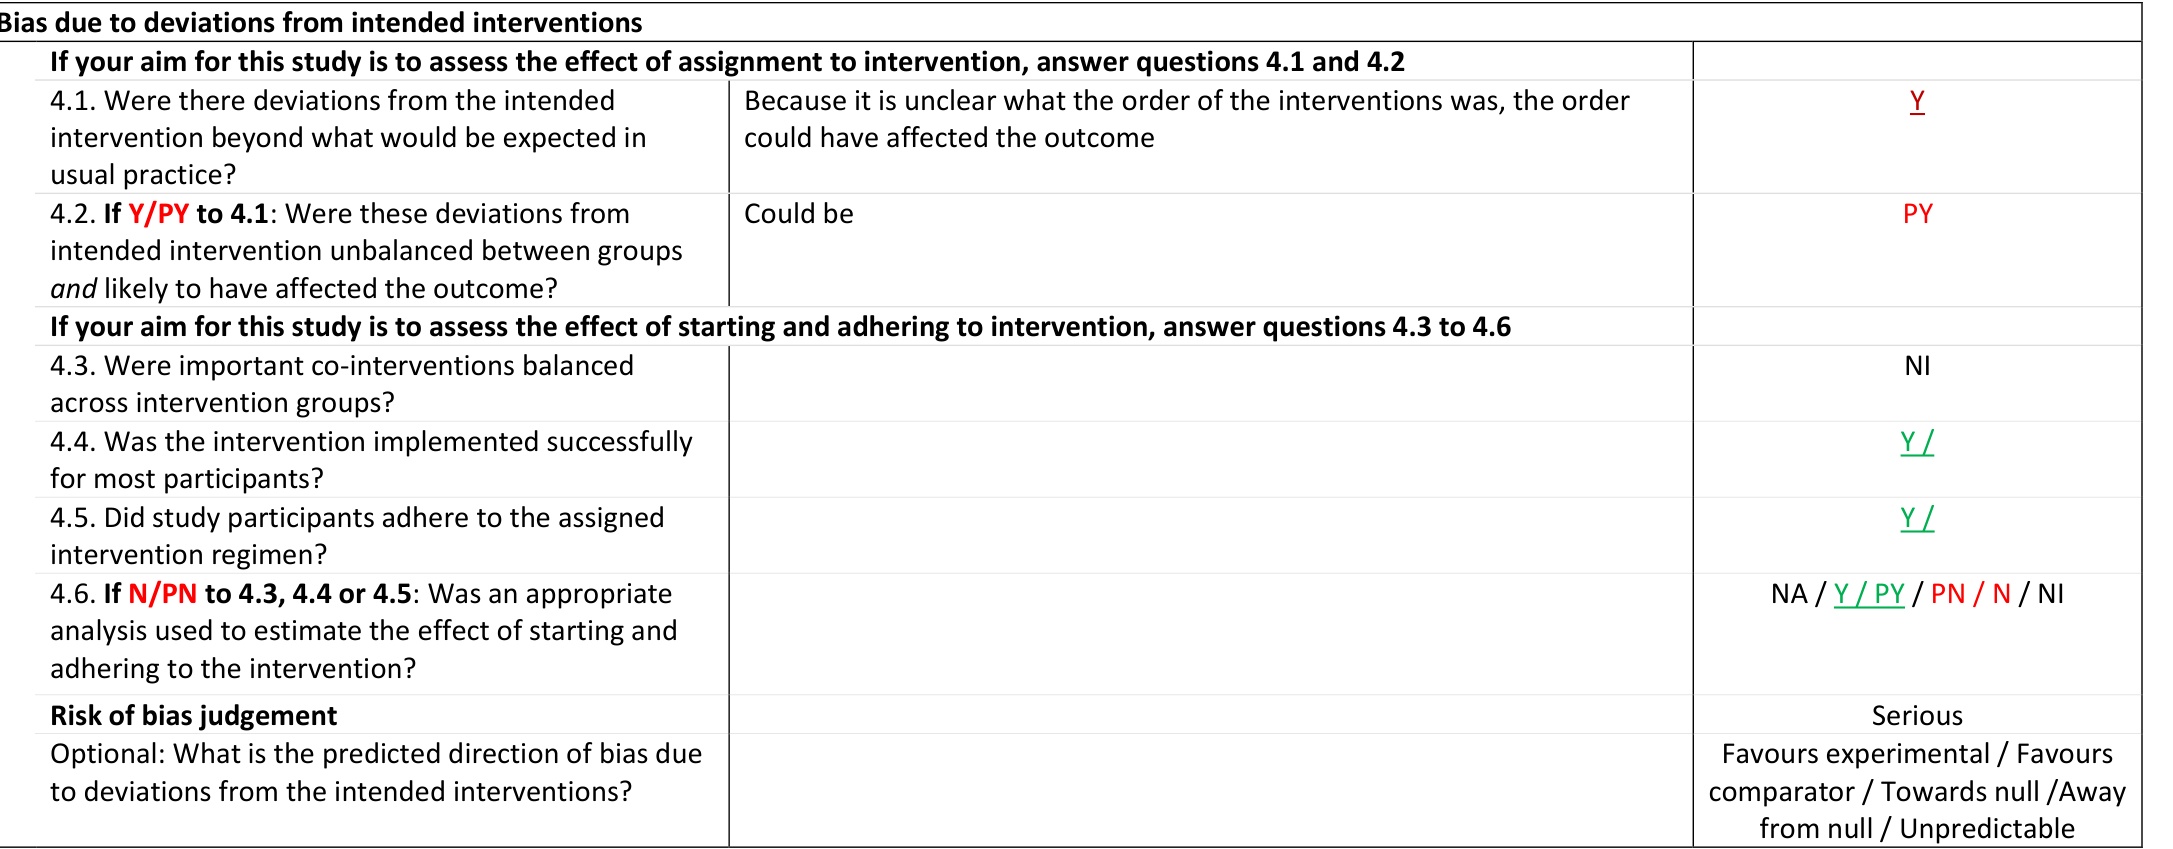 Bias due to deviations from intended interventions
If your aim for this study is to assess the effect of assignment to intervention, answer questions 4.1 and 4.2
4.1. Were there deviations from the intended
intervention beyond what would be expected in
usual practice?
Because it is unclear what the order of the interventions was, the order
could have affected the outcome
Y
4.2. If Y/PY to 4.1: Were these deviations from
intended intervention unbalanced between groups
and likely to have affected the outcome?
Could be
PY
If your aim for this study is to assess the effect of starting and adhering to intervention, answer questions 4.3 to 4.6
4.3. Were important co-interventions balanced
across intervention groups?
NI
4.4. Was the intervention implemented successfully
for most participants?
Y /
4.5. Did study participants adhere to the assigned
intervention regimen?
Y /
4.6. If N/PN to 4.3, 4.4 or 4.5: Was an appropriate
analysis used to estimate the effect of starting and
adhering to the intervention?
NA / Y / PY / PN / N / NI
Risk of bias judgement
Serious
Optional: What is the predicted direction of bias due
to deviations from the intended interventions?
Favours experimental / Favours
comparator / Towards null /Away
from null / Unpredictable